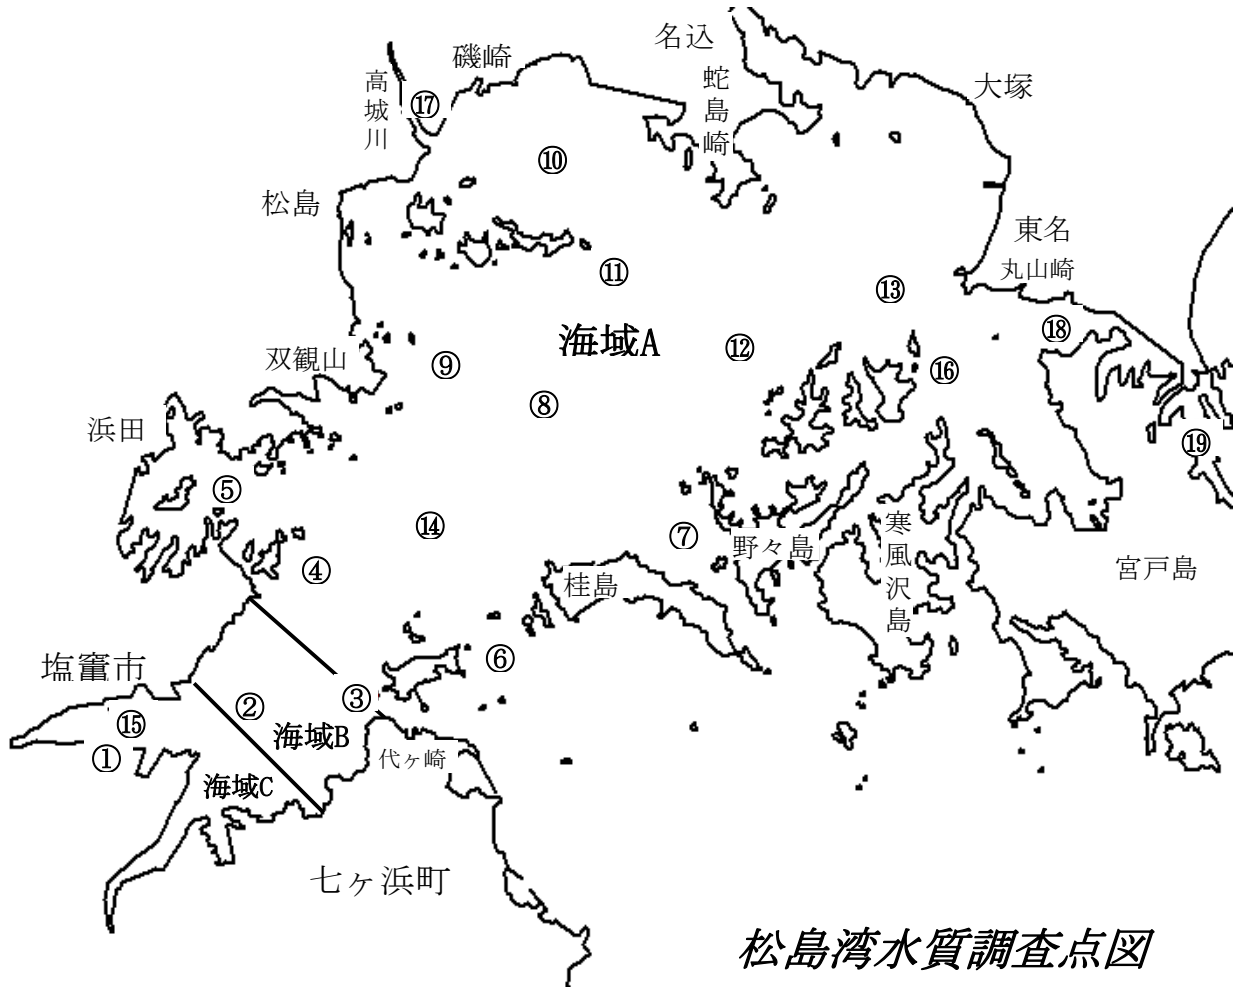 名込
磯崎
高城川
⑰
蛇島崎
大塚
⑩
松島
東名
丸山崎
⑪
⑬
⑱
海域A
⑫
双観山
⑨
⑯
⑧
浜田
⑲
⑤
⑭
⑦
野々島
寒風沢島
④
桂島
宮戸島
塩竈市
⑥
③
②
⑮
海域B
①
代ヶ崎
海域C
七ヶ浜町
松島湾水質調査点図